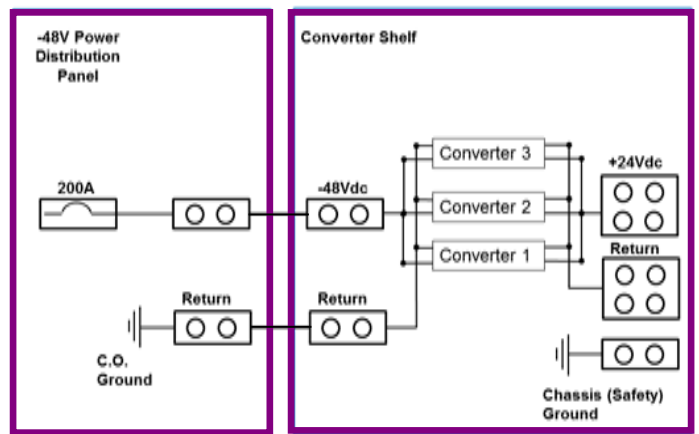 -48V Power
Distribution
Panel
Converter Shelf
200A
-48Vdc
Converter 3
Converter 2
Converter 1
+24Vdc
Return
Return
Return
C.O.
Ground
Chassis (Safety)
Ground